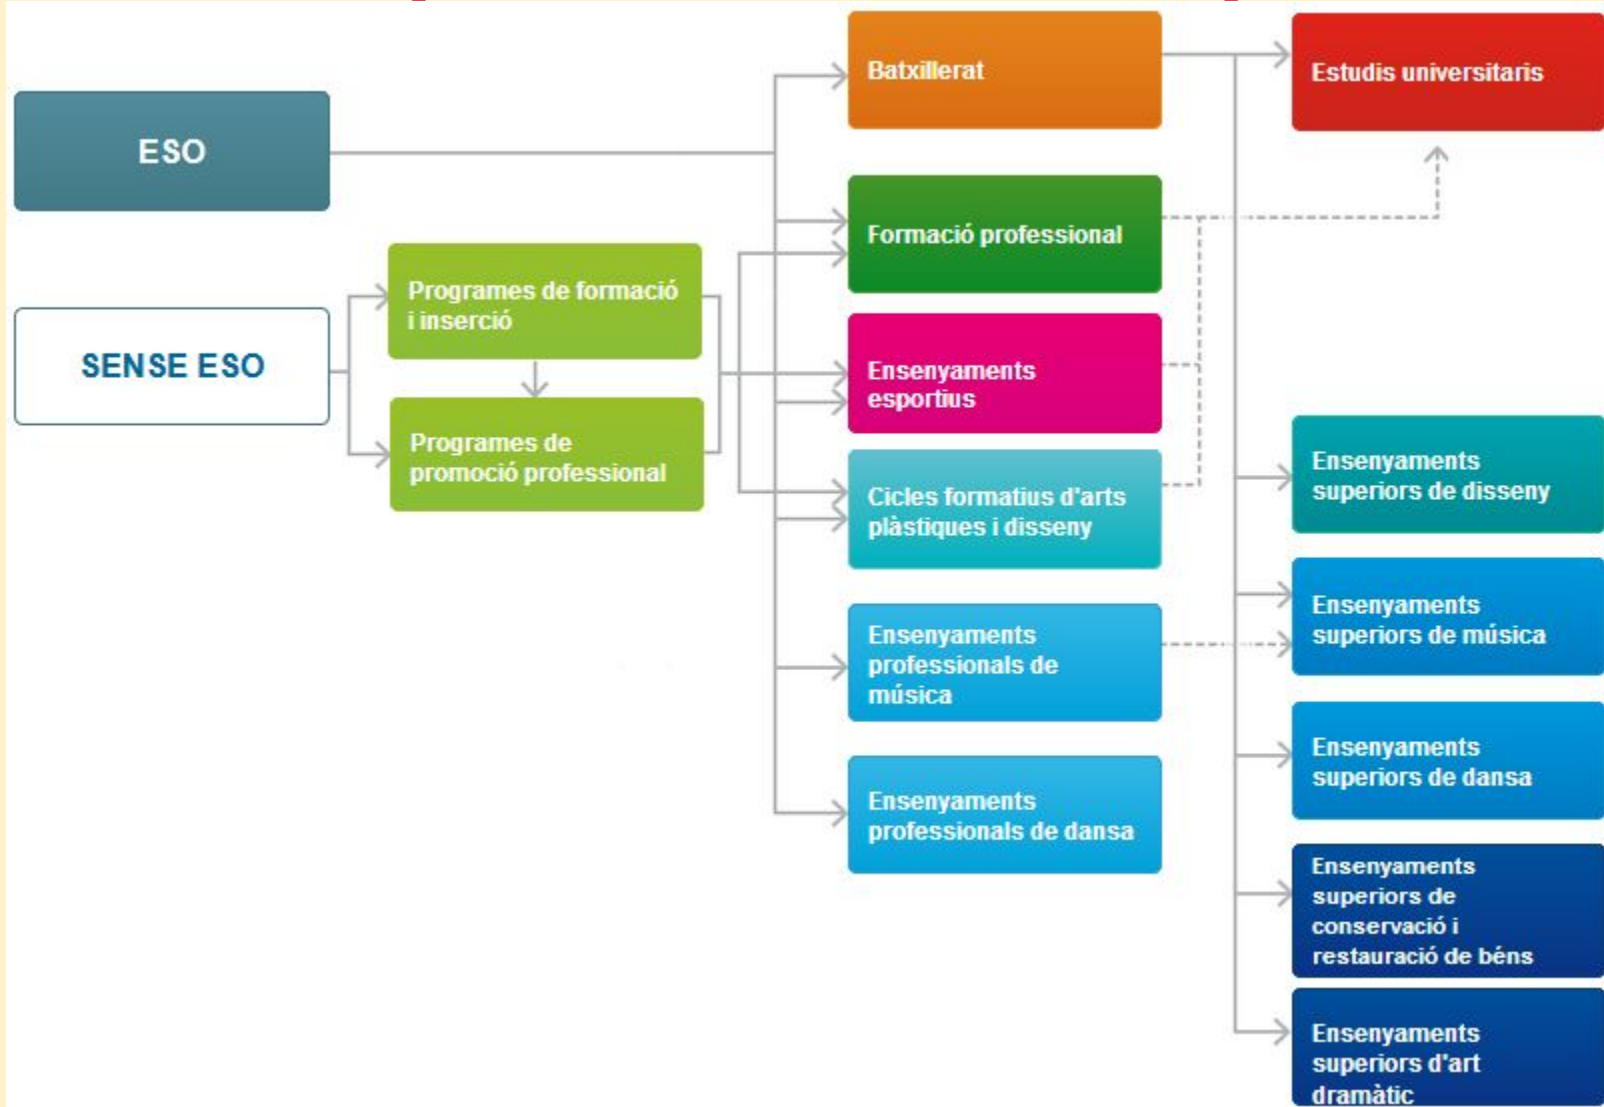 ESO
SENSE ESO
Programes de formació
i inserció
Programes de
promoció professional
Batxillerat
Formació professional
Ensenyaments
esportius
Cicles formatius d'arts
plàstiques i disseny
Ensenyaments
professionals de
música
Ensenyaments
professionals de dansa
Estudis universitaris
Ensenyaments
superiors de disseny
Ensenyaments
superiors de música
Ensenyaments
superiors de dansa
Ensenyaments
superiors de
conservació i
restauració de béns
Ensenyaments
superiors d'art
dramàtic